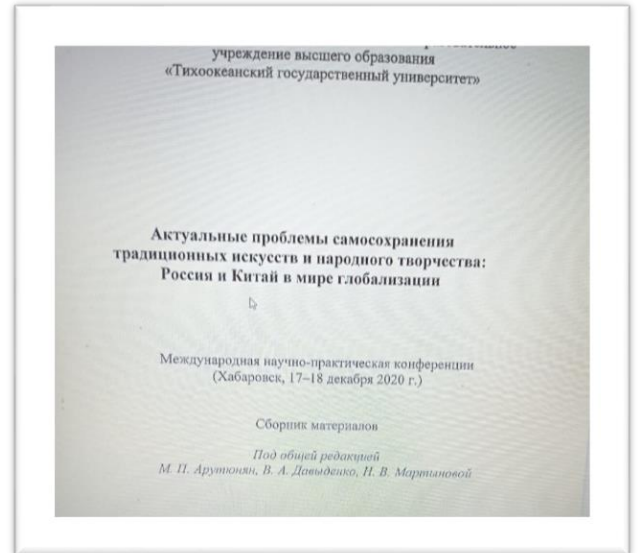 учреждение высшего образования
«Тихоокеанский государственный университет»
Актуальные проблемы самосохранения
традиционных искусств и народного творчества:
Россия и Китай в мире глобализации
Международная научно-практическая конференции
(Хабаровск, 17–18 декабря 2020 г.)
Сборник материалов
Под общей редакцией
М. П. Арутюнян, В. А. Давыденко, Н. В. Мартыновой